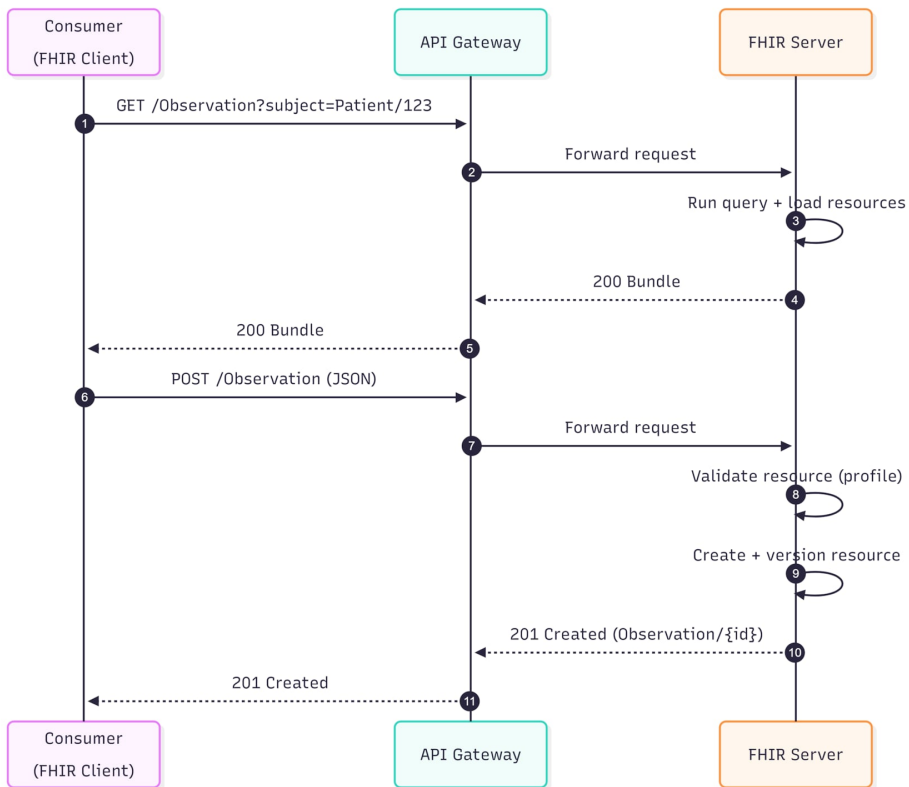 Consumer
(FHIR Client)
API Gateway
FHIR Server
GET /Observation?subject=Patient/123
1
Forward request
2
Run query + load resources
3
200 Bundle
4
200 Bundle
5
POST /Observation (JSON)
6
Forward request
7
Validate resource (profile)
8
Create + version resource
9
201 Created (Observation/{id})
10
201 Created
11
Consumer
(FHIR Client)
API Gateway
FHIR Server